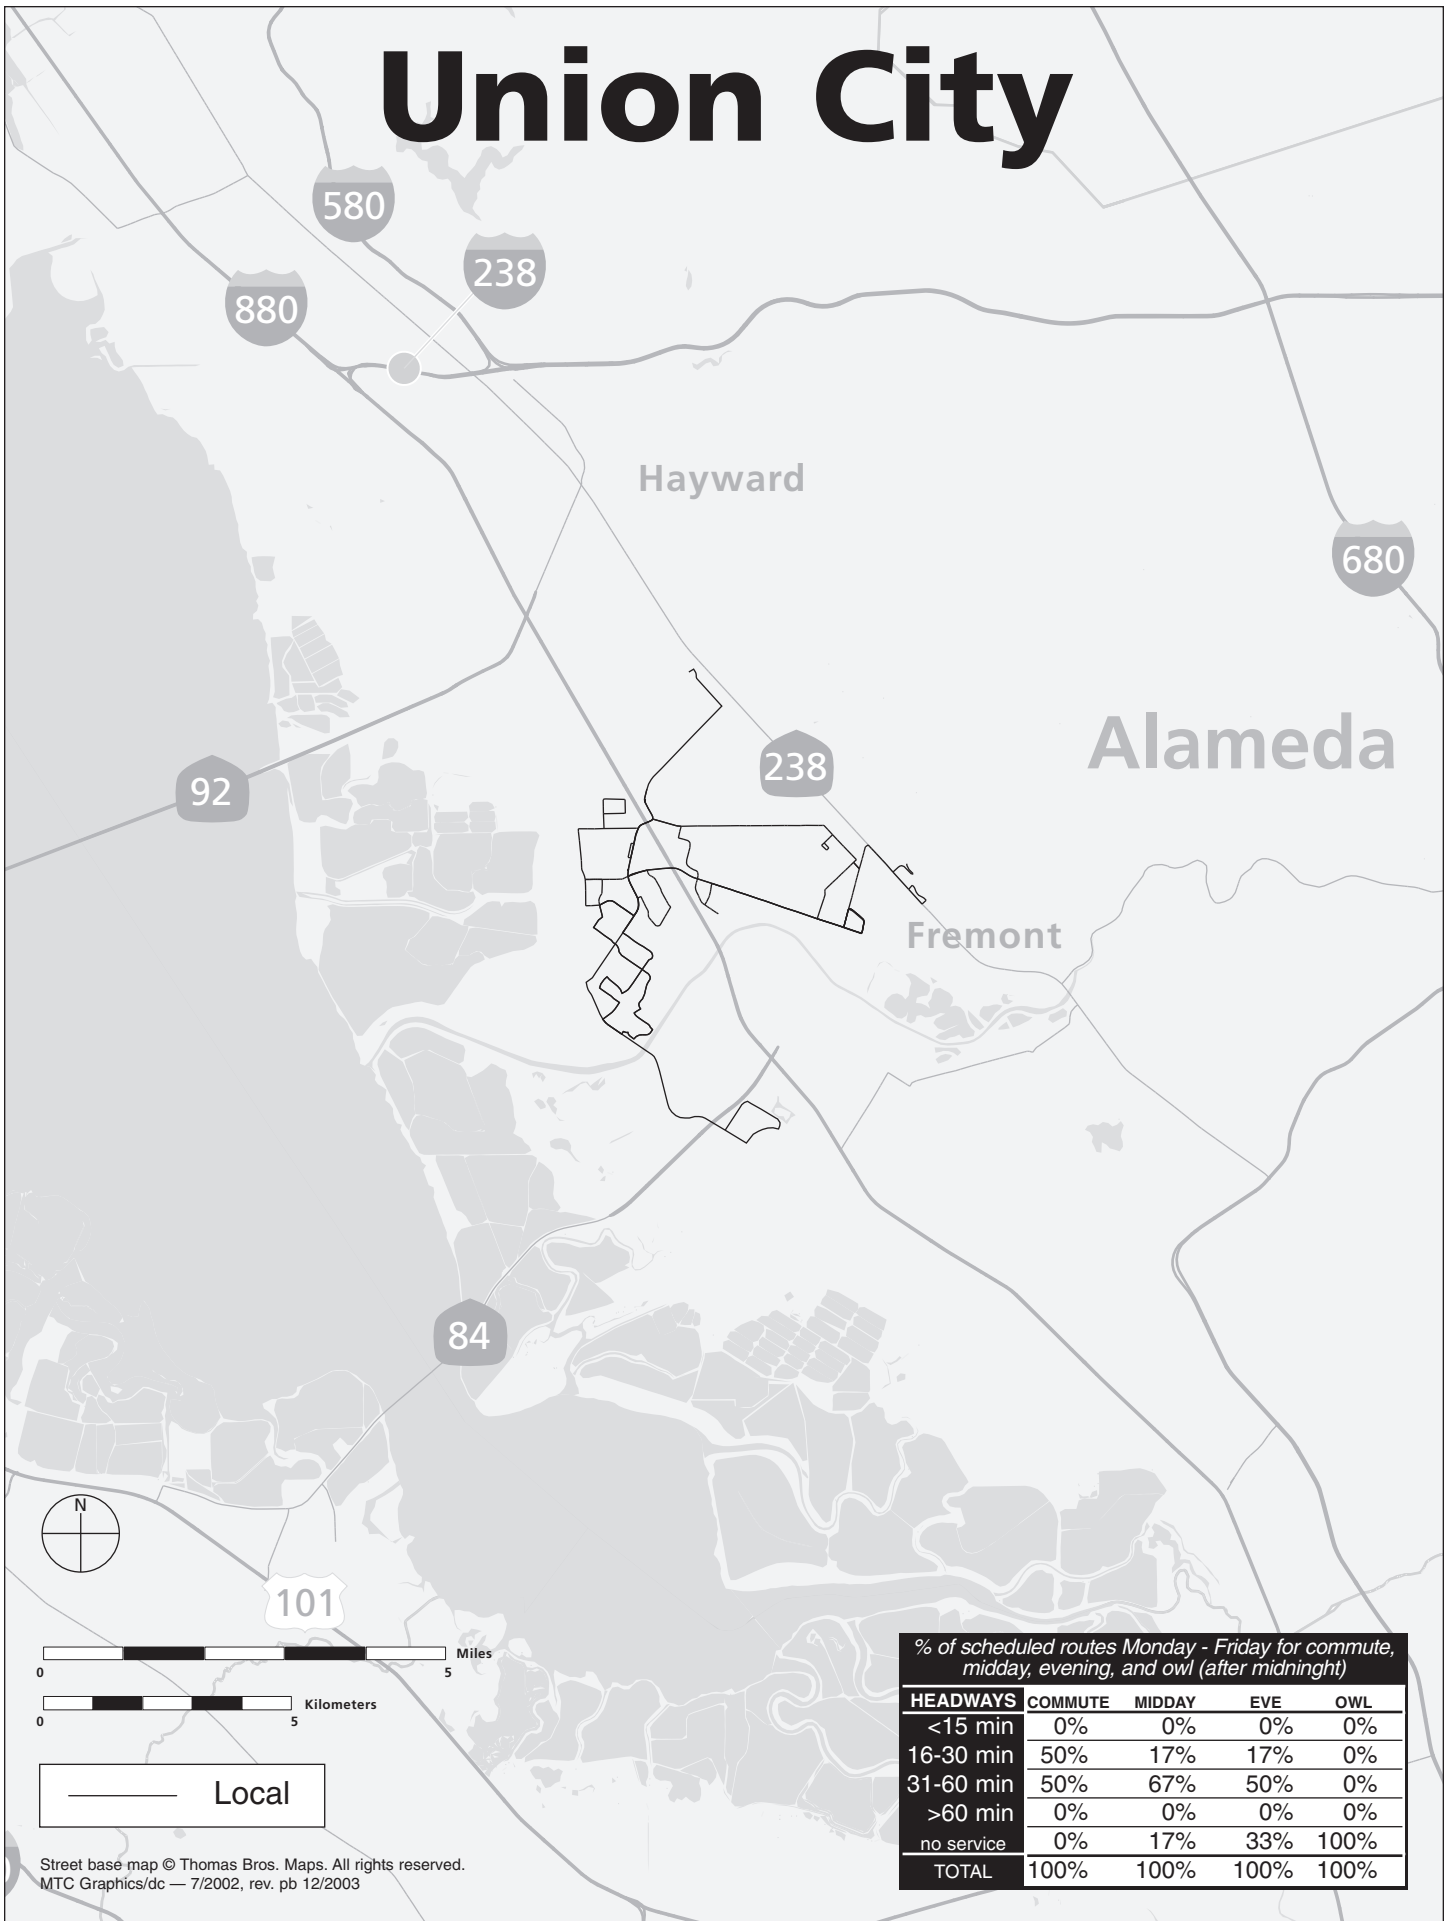 Union City
580
238
880
Hayward
680
Alameda
238
92
Fremont
84
N
101
Miles
0 5
Kilometers
0 5
Local
Street base map © Thomas Bros. Maps. All rights reserved.
MTC Graphics/dc — 7/2002, rev. pb 12/2003
% of scheduled routes Monday - Friday for commute,
midday, evening, and owl (after midninght)
HEADWAYS COMMUTE MIDDAY EVE OWL
<15 min 0% 0% 0% 0%
16-30 min 50% 17% 17% 0%
31-60 min 50% 67% 50% 0%
>60 min 0% 0% 0% 0%
no service 0% 17% 33% 100%
TOTAL 100% 100% 100% 100%